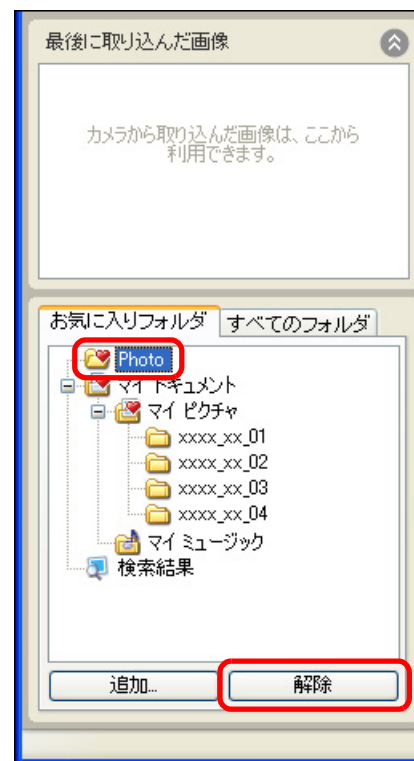 最後に取り込んだ画像
カメラから取り込んだ画像は、ここから
利用できます。
お気に入りフォルダ すべてのフォルダ
Photo
マイ ドキュメント
マイ ピクチャ
xxxx_xx_01
xxxx_xx_02
xxxx_xx_03
xxxx_xx_04
マイ ミュージック
検索結果
追加... 解除